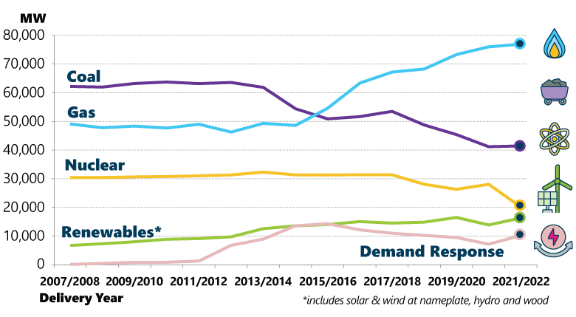 MW
80,000
70,000
60,000
50,000
40,000
30,000
20,000
10,000
0
Coal
Gas
Nuclear
Renewables*
Demand Response
2007/2008 2009/2010 2011/2012 2013/2014 2015/2016 2017/2018 2019/2020 2021/2022
Delivery Year
*includes solar & wind at nameplate, hydro and wood